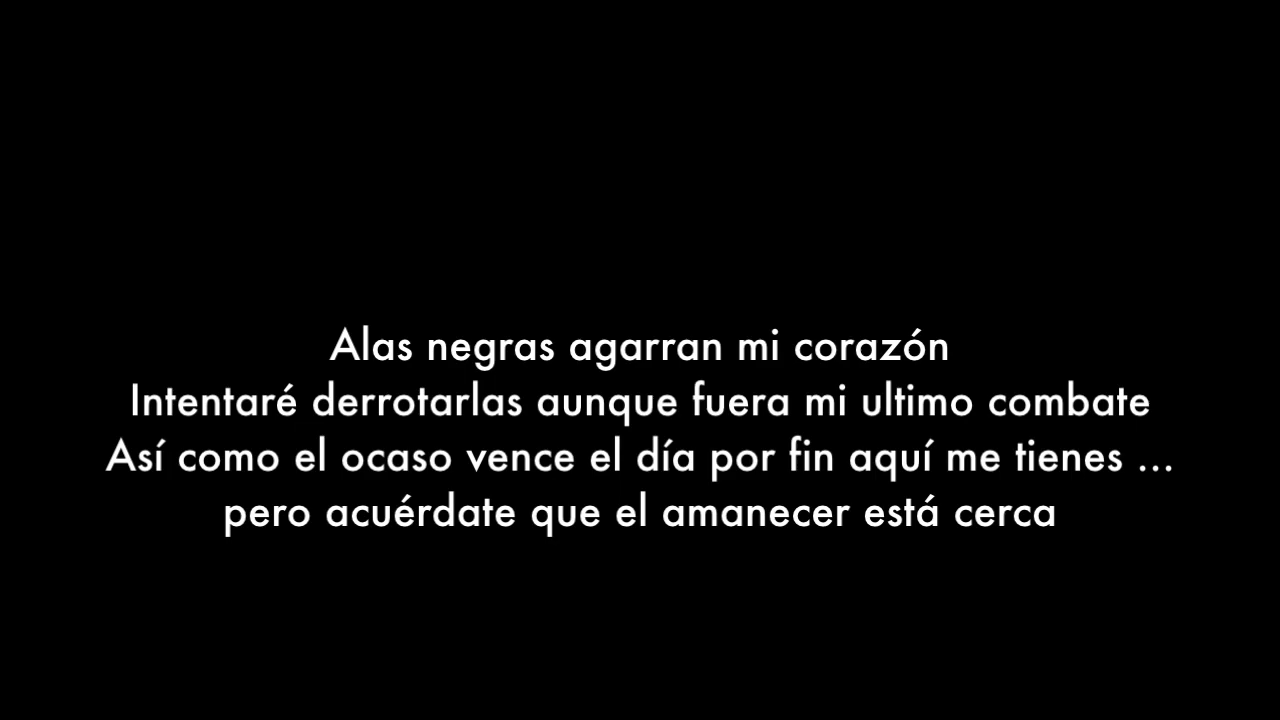 Alas negras agarran mi corazón
Intentaré derrotarlas aunque fuera mi ultimo combate
Así como el ocaso vence el día por fin aquí me tienes ...
pero acuérdate que el amanecer está cerca